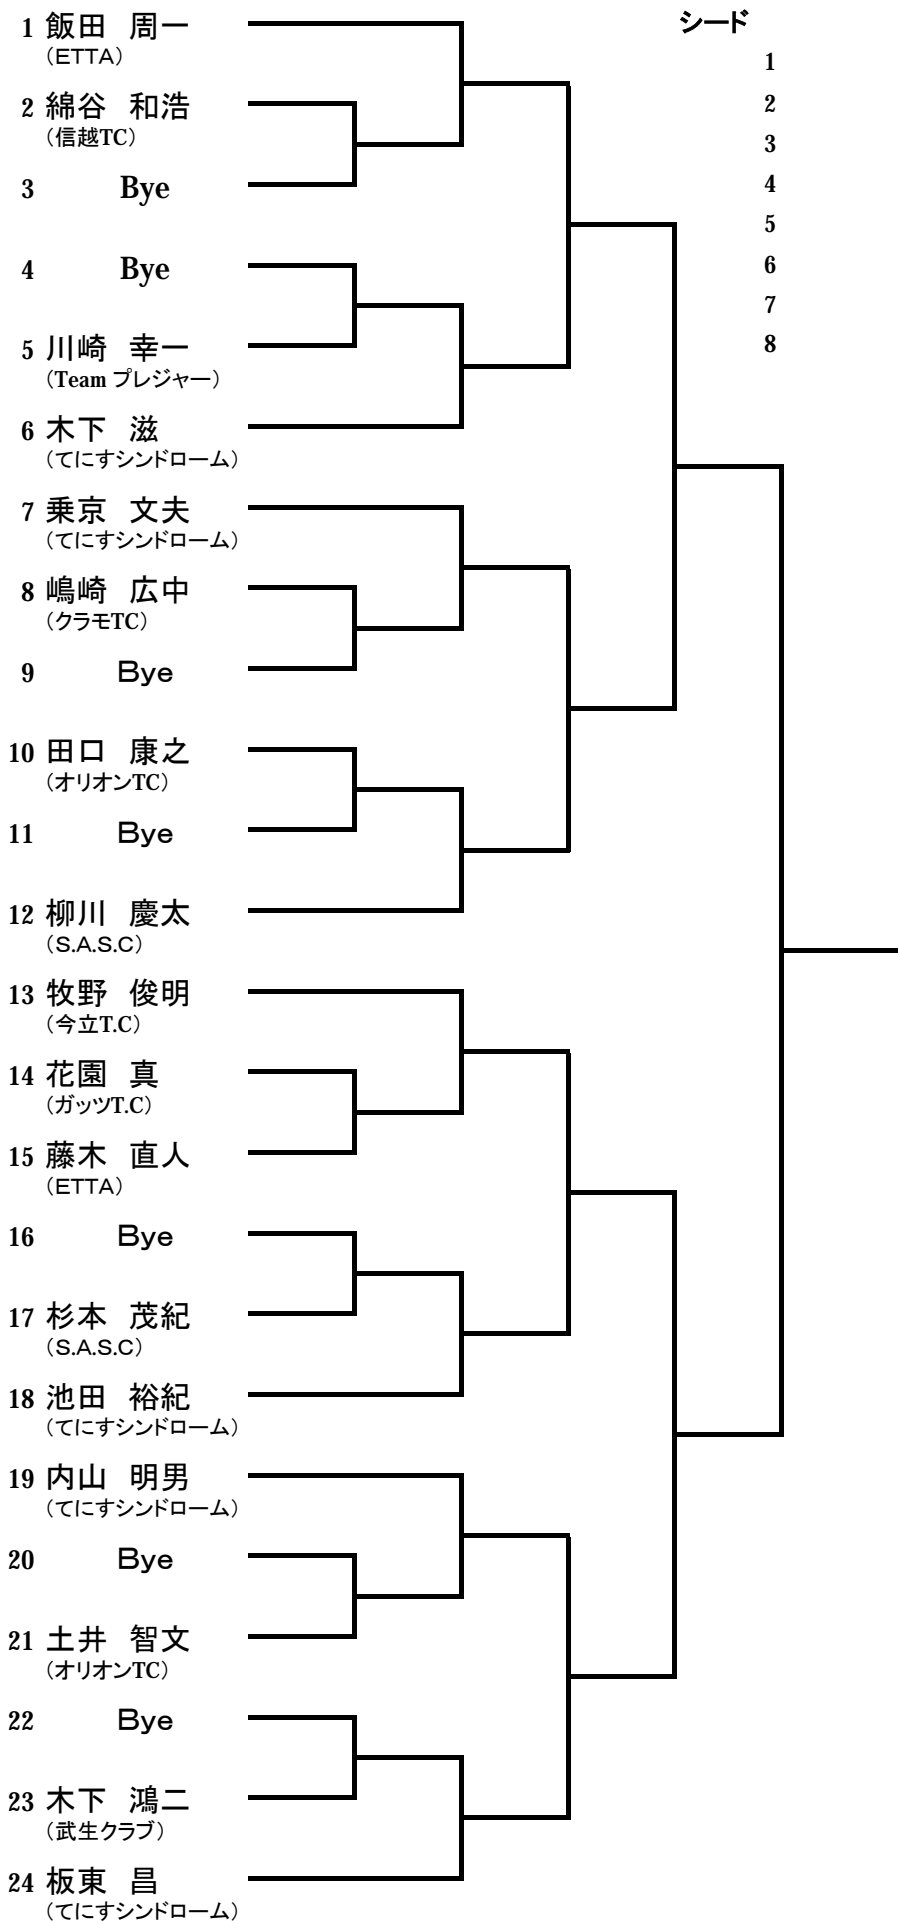 1 飯田 周一
（ETTA）
2 綿谷 和浩
（信越TC）
3 Bye
4 Bye
5 川崎 幸一
（Team プレジャー）
6 木下 滋
（てにすシンドローム）
7 乗京 文夫
（てにすシンドローム）
8 嶋崎 広中
（クラモTC）
9 Bye
10 田口 康之
（オリオンTC）
11 Bye
12 柳川 慶太
（S.A.S.C）
13 牧野 俊明
（今立T.C）
14 花園 真
（ガッツT.C）
15 藤木 直人
（ETTA）
16 Bye
17 杉本 茂紀
（S.A.S.C）
18 池田 裕紀
（てにすシンドローム）
19 内山 明男
（てにすシンドローム）
20 Bye
21 土井 智文
（オリオンTC）
22 Bye
23 木下 鴻二
（武生クラブ）
24 板東 昌
（てにすシンドローム）
シード
1
2
3
4
5
6
7
8